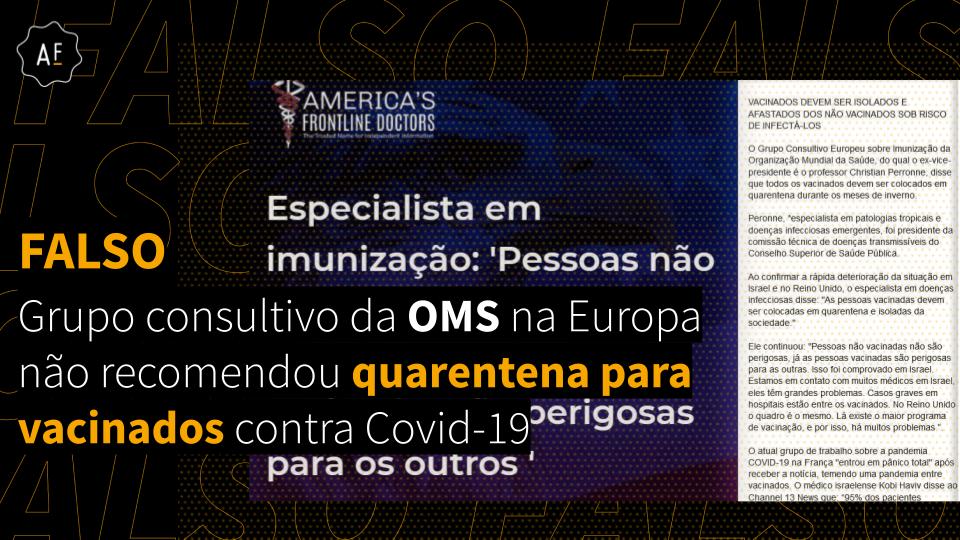 AF
AMERICA'S
FRONTLINE DOCTORS
The Trusted Name for Independent Information
Especialista em
imunização: 'Pessoas não
perigosas
para os outros '
FALSO
Grupo consultivo da OMS na Europa
não recomendou quarentena para
vacinados contra Covid-19
VACINADOS DEVEM SER ISOLADOS E
AFASTADOS DOS NÃO VACINADOS SOB RISCO
DE INFECTÁ-LOS
O Grupo Consultivo Europeu sobre Imunização da
Organização Mundial da Saúde, do qual o ex-vice-
presidente é o professor Christian Perronne, disse
que todos os vacinados devem ser colocados em
quarentena durante os meses de inverno.
Peronne, "especialista em patologias tropicais e
doenças infecciosas emergentes, foi presidente da
comissão técnica de doenças transmissíveis do
Conselho Superior de Saúde Pública.
Ao confirmar a rápida deterioração da situação em
Israel e no Reino Unido, o especialista em doenças
infecciosas disse: "As pessoas vacinadas devem
ser colocadas em quarentena e isoladas da
sociedade."
Ele continuou: "Pessoas não vacinadas não são
perigosas, já as pessoas vacinadas são perigosas
para as outras. Isso foi comprovado em Israel.
Estamos em contato com muitos médicos em Israel,
eles têm grandes problemas. Casos graves em
hospitais estão entre os vacinados. No Reino Unido
o quadro é o mesmo. Lá existe o maior programa
de vacinação, e por isso, há muitos problemas ".
O atual grupo de trabalho sobre a pandemia
COVID-19 na França "entrou em pânico total" após
receber a notícia, temendo uma pandemia entre
vacinados. O médico israelense Kobi Haviv disse ao
Channel 13 News que: "95% dos pacientes